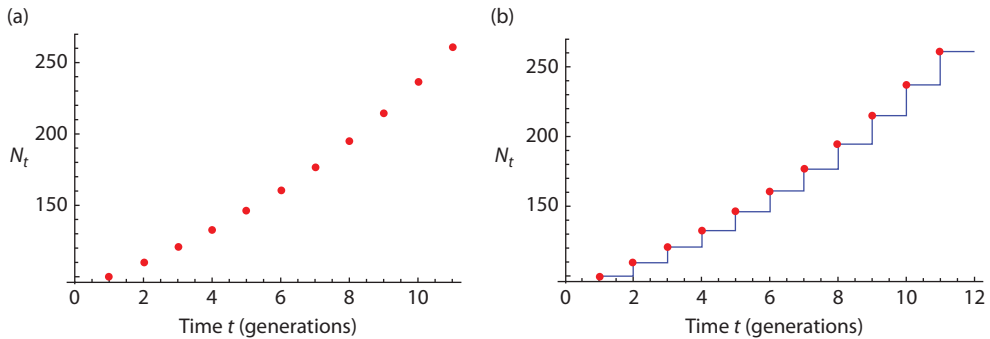 (a)
250
200
N_t
150
0 2 4 6 8 10
Time t (generations)
(b)
250
200
N_t
150
0 2 4 6 8 10 12
Time t (generations)